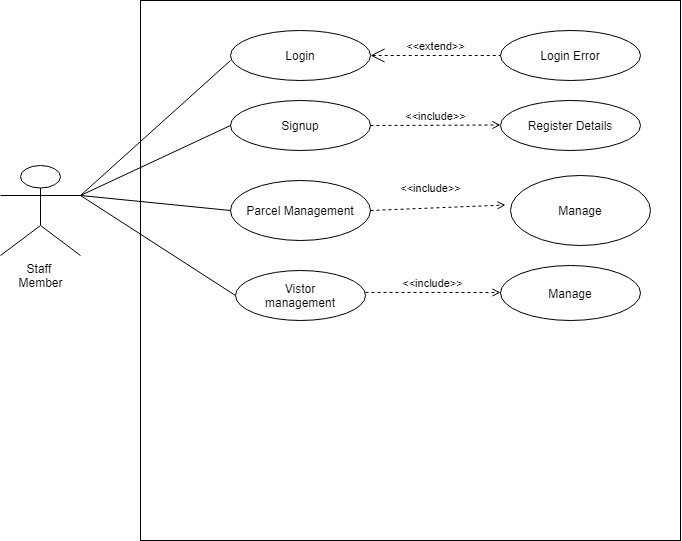 Login
<<extend>>
Login Error
Signup
<<include>>
Register Details
Parcel Management
<<include>>
Manage
Staff
Member
Vistor
management
<<include>>
Manage